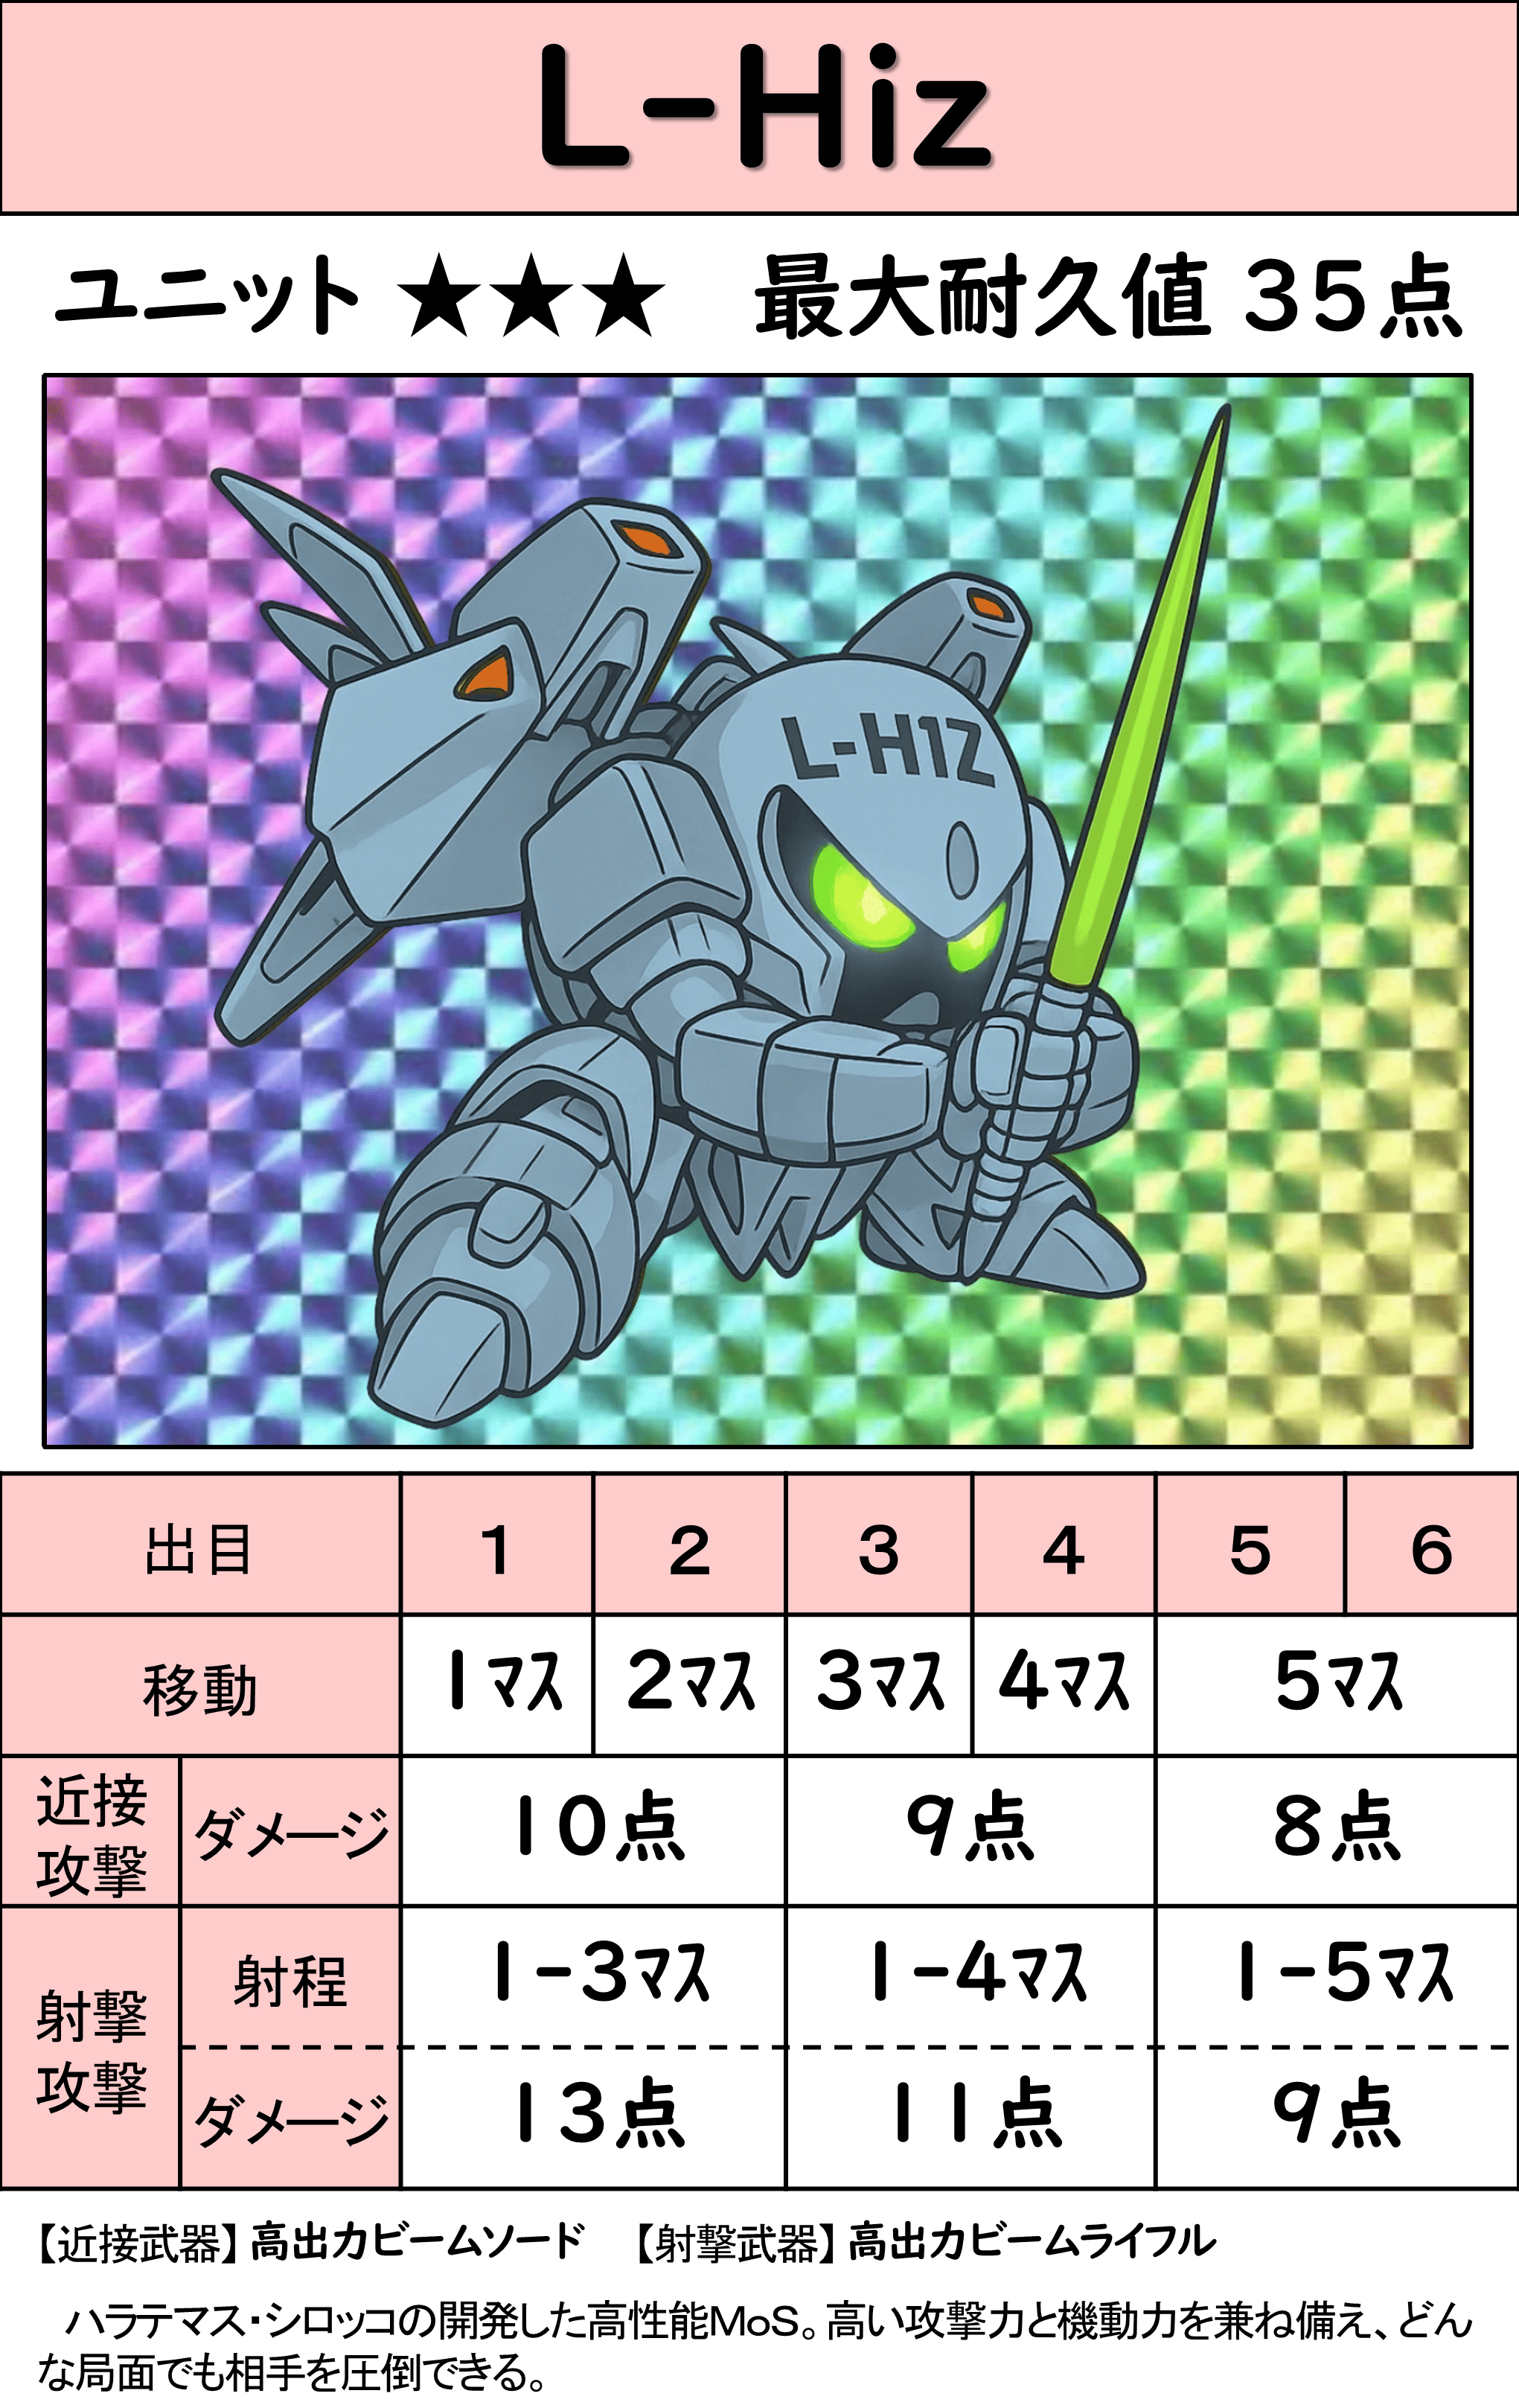 L-Hiz
ユニット ★★★ 最大耐久値 35点
L-H1Z
出目 1 2 3 4 5 6
移動 1マス 2マス 3マス 4マス 5マス
近接攻撃 ダメージ 10点 9点 8点
射撃攻撃 射程 1-3マス 1-4マス 1-5マス
ダメージ 13点 11点 9点
【近接武器】高出力ビームソード 【射撃武器】高出力ビームライフル
ハラテマス・シロッコの開発した高性能MoS。高い攻撃力と機動力を兼ね備え、どん
な局面でも相手を圧倒できる。